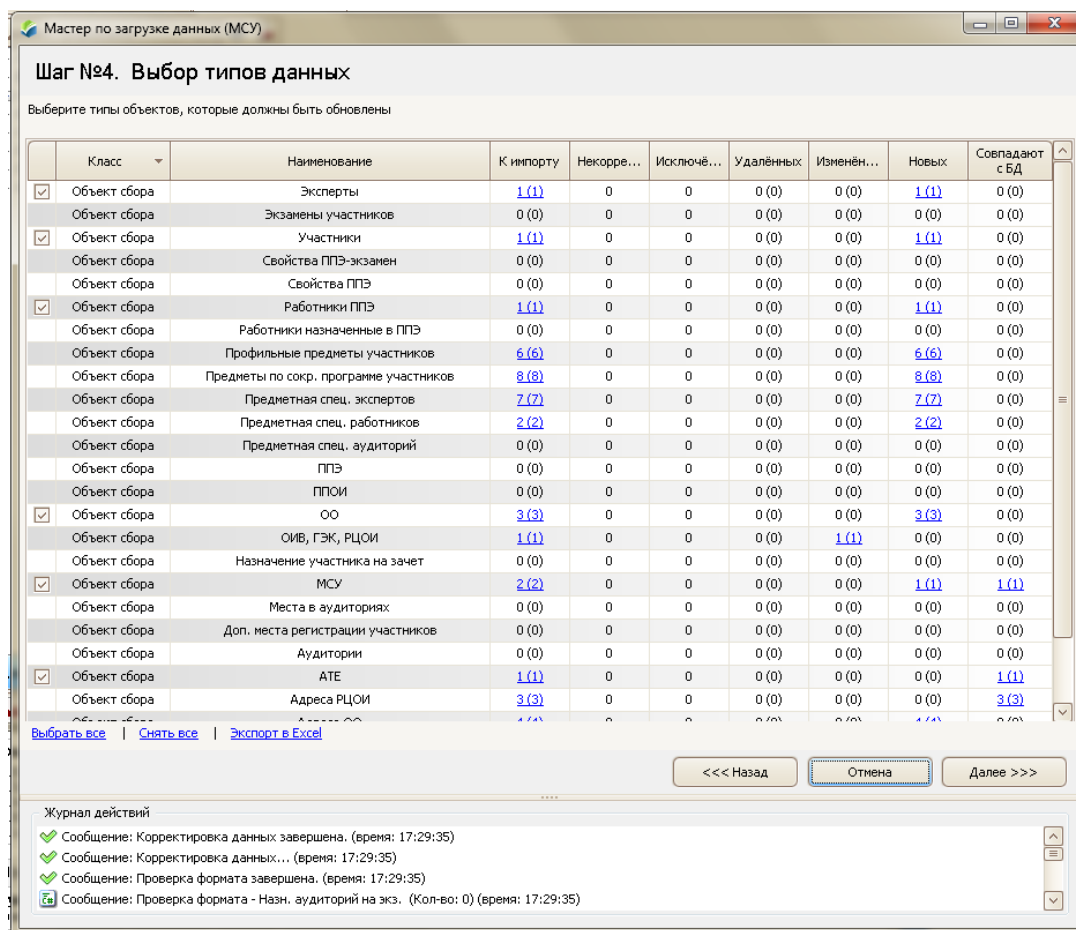 Мастер по загрузке данных (МСУ)
Шаг №4. Выбор типов данных
Выберите типы объектов, которые должны быть обновлены
Класс Наименование К импорту Некорре... Исключё... Удалённых Изменён... Новых Совпадают с БД
Объект сбора Эксперты 1 (1) 0 0 0 (0) 0 (0) 1 (1) 0 (0)
Объект сбора Экзамены участников 0 (0) 0 0 0 (0) 0 (0) 0 (0) 0 (0)
Объект сбора Участники 1 (1) 0 0 0 (0) 0 (0) 1 (1) 0 (0)
Объект сбора Свойства ППЭ-экзамен 0 (0) 0 0 0 (0) 0 (0) 0 (0) 0 (0)
Объект сбора Свойства ППЭ 0 (0) 0 0 0 (0) 0 (0) 0 (0) 0 (0)
Объект сбора Работники ППЭ 1 (1) 0 0 0 (0) 0 (0) 1 (1) 0 (0)
Объект сбора Работники назначенные в ППЭ 0 (0) 0 0 0 (0) 0 (0) 0 (0) 0 (0)
Объект сбора Профильные предметы участников 6 (6) 0 0 0 (0) 0 (0) 6 (6) 0 (0)
Объект сбора Предметы по сокр. программе участников 8 (8) 0 0 0 (0) 0 (0) 8 (8) 0 (0)
Объект сбора Предметная спец. экспертов 7 (7) 0 0 0 (0) 0 (0) 7 (7) 0 (0)
Объект сбора Предметная спец. работников 2 (2) 0 0 0 (0) 0 (0) 2 (2) 0 (0)
Объект сбора Предметная спец. аудиторий 0 (0) 0 0 0 (0) 0 (0) 0 (0) 0 (0)
Объект сбора ППЭ 0 (0) 0 0 0 (0) 0 (0) 0 (0) 0 (0)
Объект сбора ППОИ 0 (0) 0 0 0 (0) 0 (0) 0 (0) 0 (0)
Объект сбора ОО 3 (3) 0 0 0 (0) 0 (0) 3 (3) 0 (0)
Объект сбора ОИВ, ГЭК, РЦОИ 1 (1) 0 0 0 (0) 1 (1) 0 (0) 0 (0)
Объект сбора Назначение участника на зачет 0 (0) 0 0 0 (0) 0 (0) 0 (0) 0 (0)
Объект сбора МСУ 2 (2) 0 0 0 (0) 0 (0) 1 (1) 1 (1)
Объект сбора Места в аудиториях 0 (0) 0 0 0 (0) 0 (0) 0 (0) 0 (0)
Объект сбора Доп. места регистрации участников 0 (0) 0 0 0 (0) 0 (0) 0 (0) 0 (0)
Объект сбора Аудитории 0 (0) 0 0 0 (0) 0 (0) 0 (0) 0 (0)
Объект сбора АТЕ 1 (1) 0 0 0 (0) 0 (0) 0 (0) 1 (1)
Объект сбора Адреса РЦОИ 3 (3) 0 0 0 (0) 0 (0) 0 (0) 3 (3)
Выбрать все | Снять все | Экспорт в Excel
<<< Назад Отмена Далее >>>
Журнал действий
Сообщение: Корректировка данных завершена. (время: 17:29:35)
Сообщение: Корректировка данных... (время: 17:29:35)
Сообщение: Проверка формата завершена. (время: 17:29:35)
Сообщение: Проверка формата - Назн. аудиторий на экз. (Кол-во: 0) (время: 17:29:35)